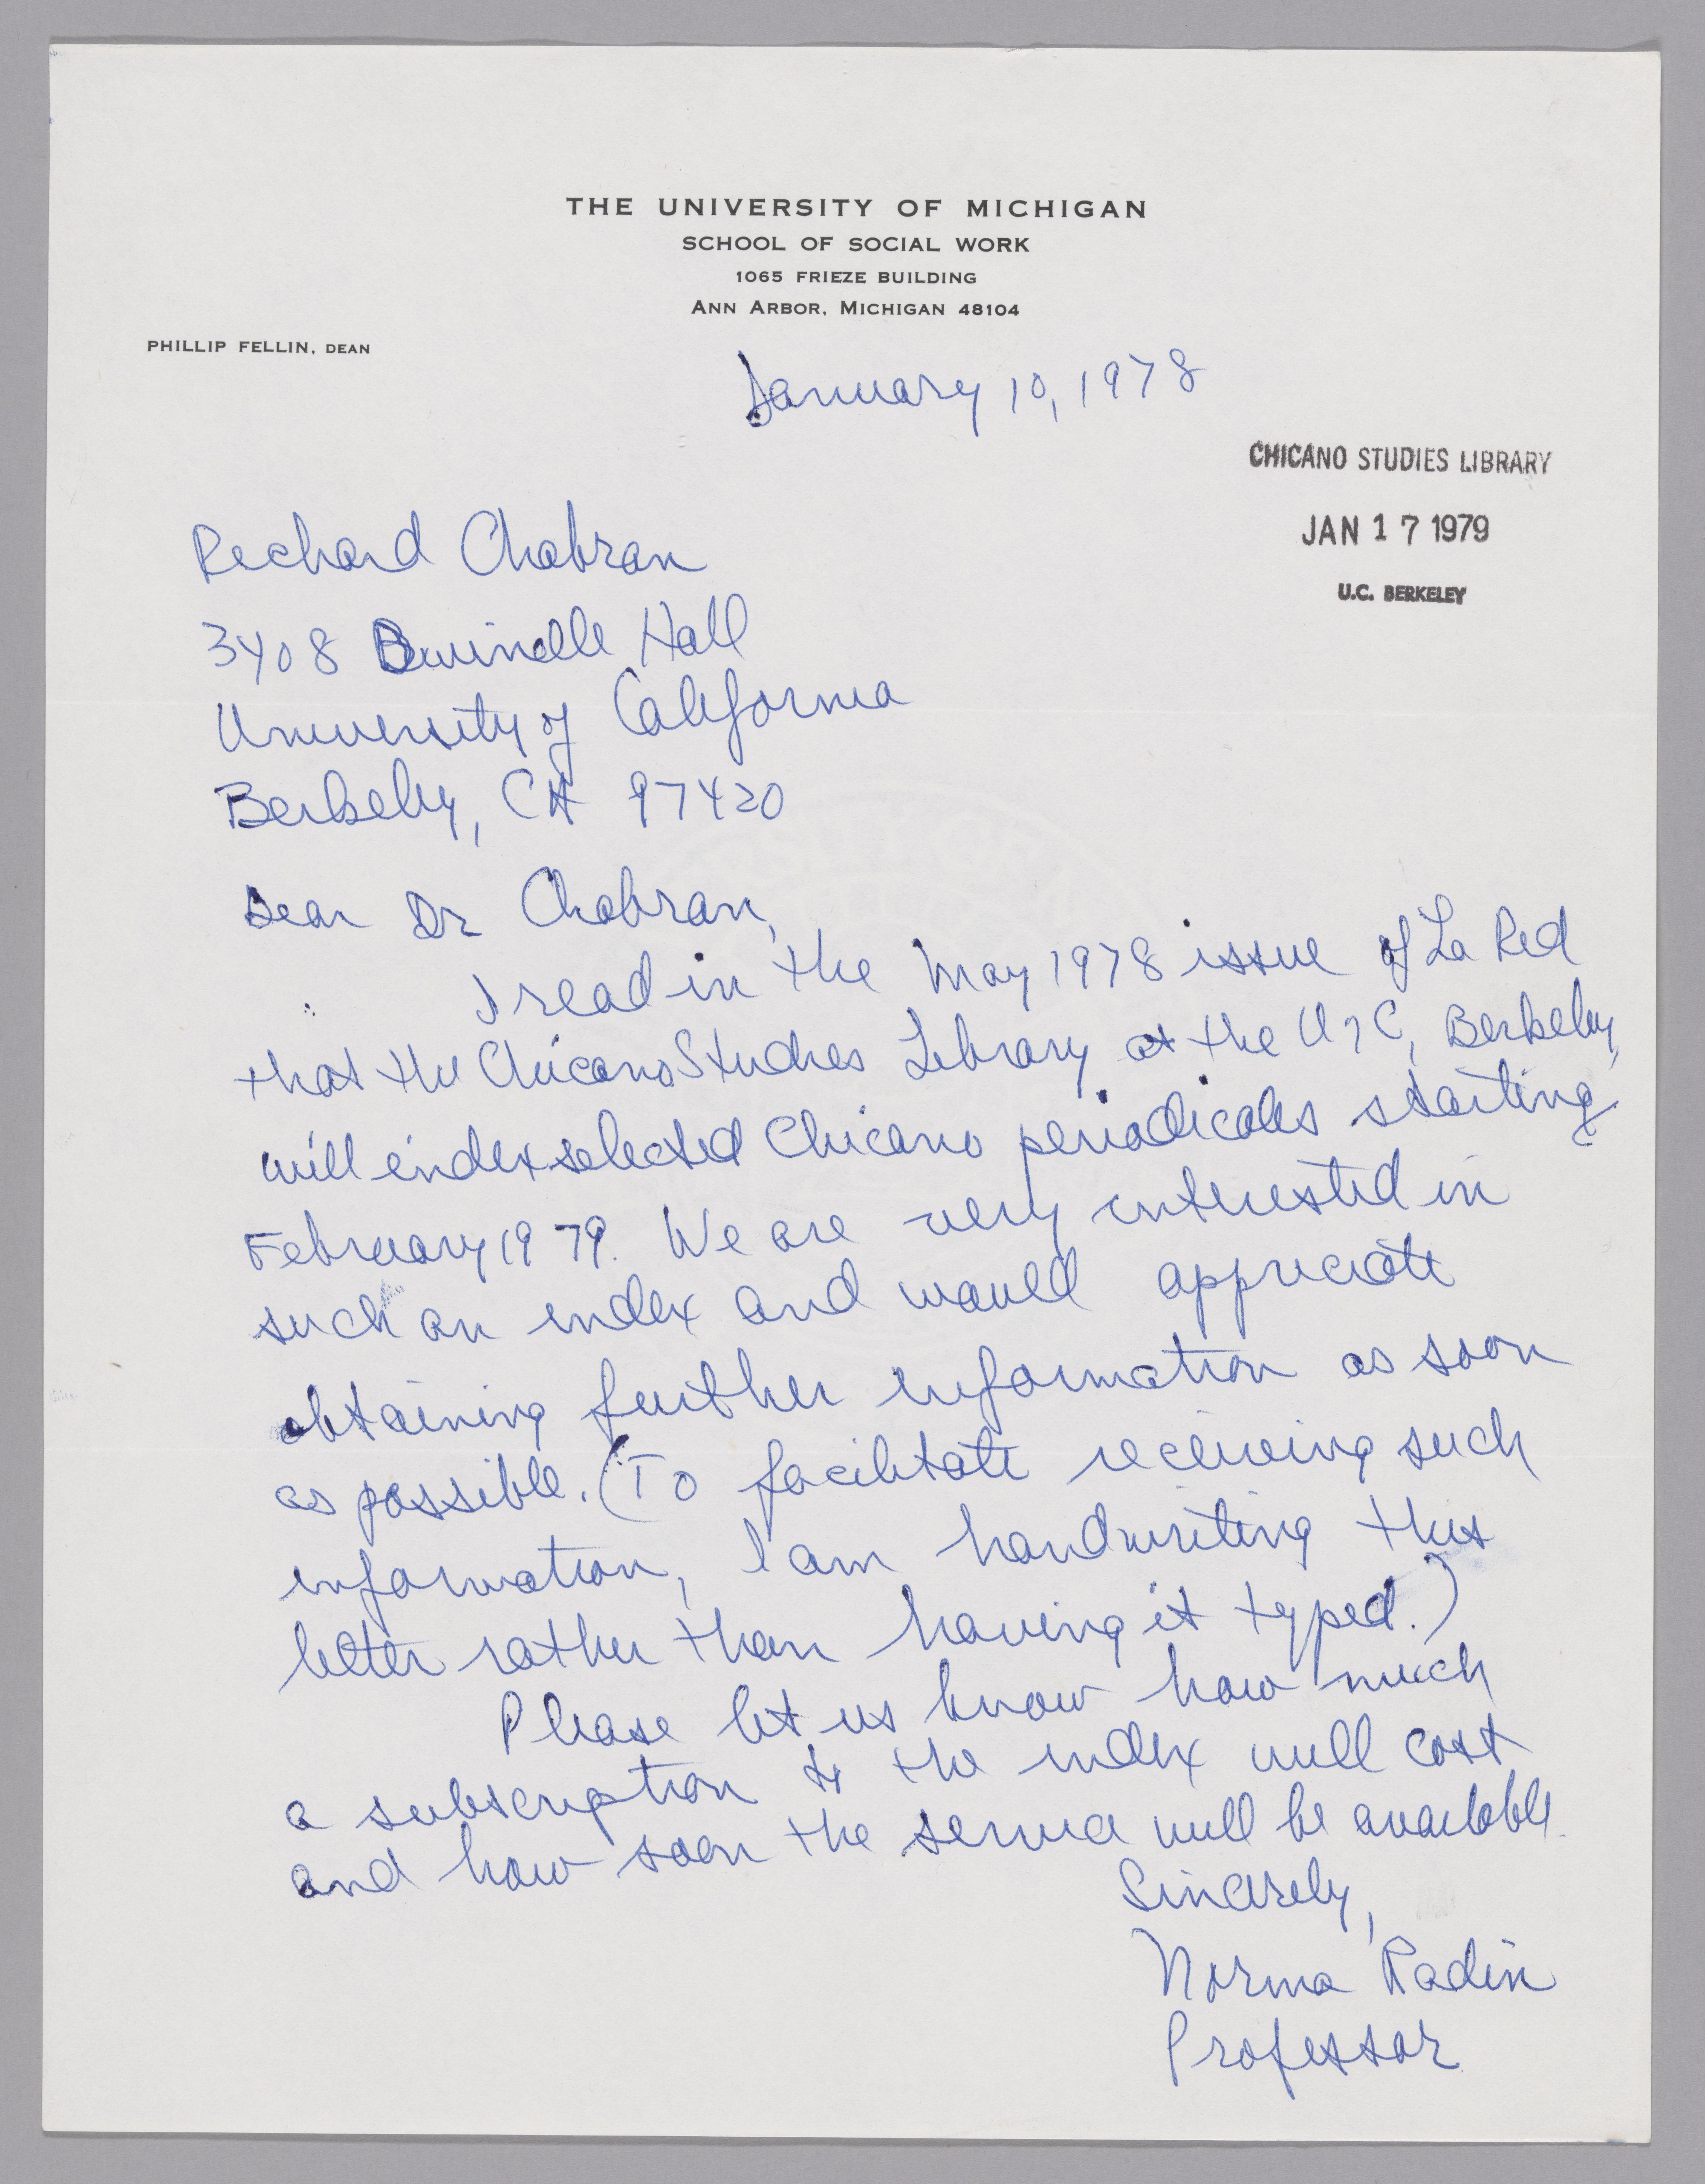 THE UNIVERSITY OF MICHIGAN
SCHOOL OF SOCIAL WORK
1065 FRIEZE BUILDING
ANN ARBOR, MICHIGAN 48104
PHILLIP FELLIN, DEAN
January 10, 1978
CHICANO STUDIES LIBRARY
JAN 17 1979
U.C. BERKELEY
Richard Chabran
3408 Dwindle Hall
University of California
Berkeley, CA 97420
Dear Dr Chabran,
I read in the May 1978 issue of La Red
that the Chicano Studies Library at the U of C, Berkeley,
will index selected Chicano periodicals starting
February 1979. We are very interested in
such an index and would appreciate
obtaining further information as soon
as possible. (To facilitate receiving such
information, I am handwriting this
letter rather than having it typed.)
Please let us know how much
a subscription to the index will cost
and how soon the service will be available.
Sincerely,
Norma Radin
Professor